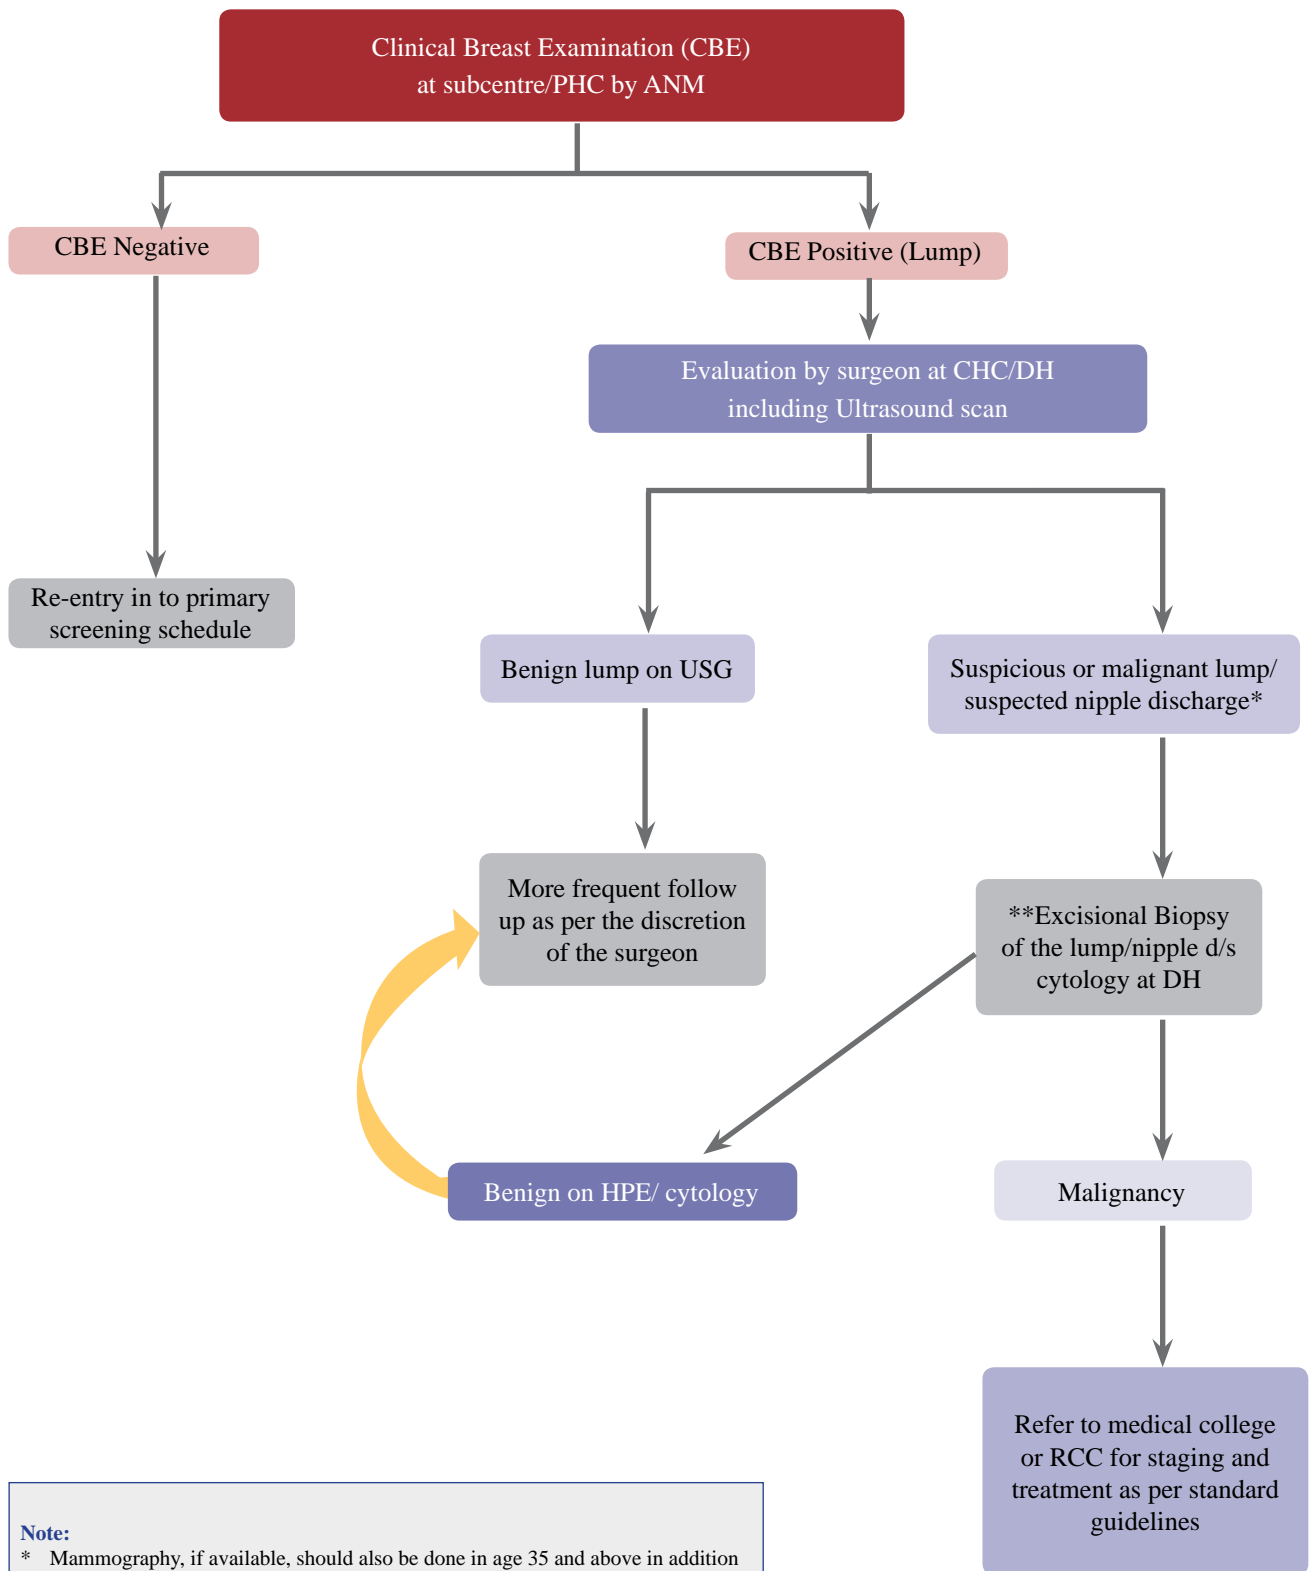 Clinical Breast Examination (CBE)
at subcentre/PHC by ANM
CBE Negative
CBE Positive (Lump)
Evaluation by surgeon at CHC/DH
including Ultrasound scan
Re-entry in to primary
screening schedule
Benign lump on USG
Suspicious or malignant lump/
suspected nipple discharge*
More frequent follow
up as per the discretion
of the surgeon
**Excisional Biopsy
of the lump/nipple d/s
cytology at DH
Benign on HPE/ cytology
Malignancy
Refer to medical college
or RCC for staging and
treatment as per standard
guidelines
Note:
* Mammography, if available, should also be done in age 35 and above in addition